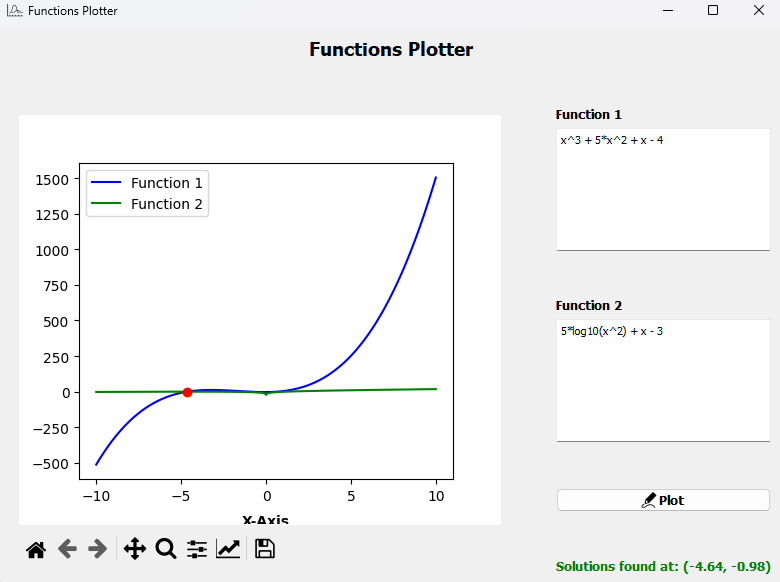 Functions Plotter
Functions Plotter
Function 1
x^3 + 5*x^2 + x - 4
Function 1
Function 2
1500
1250
1000
750
500
250
0
−250
−500
−10
−5
0
5
10
X-Axis
Function 2
5*log10(x^2) + x - 3
Plot
Solutions found at: (-4.64, -0.98)